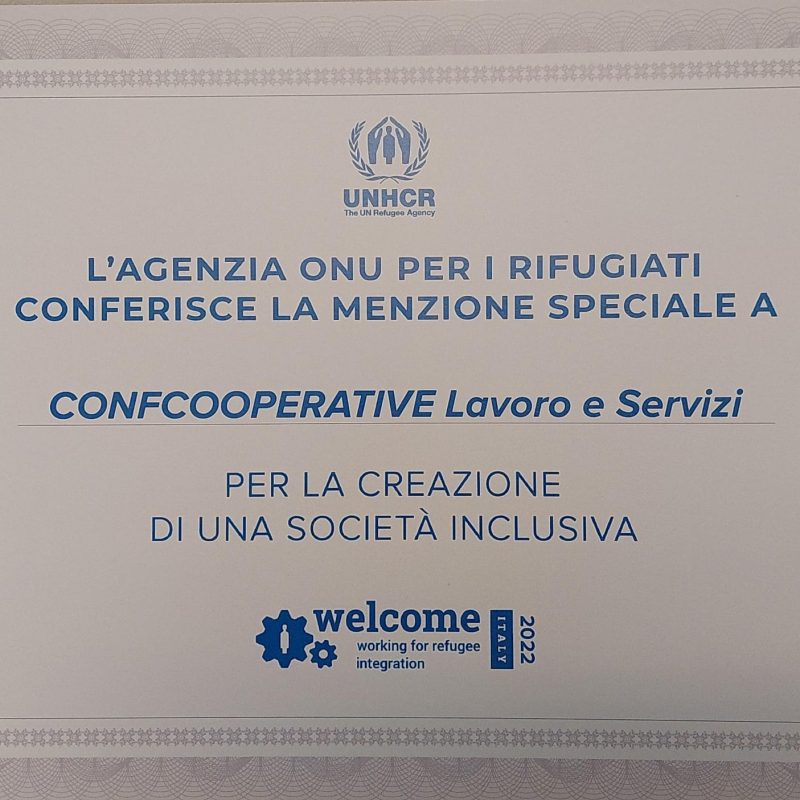 UNHCR
The UN Refugee Agency
L'AGENZIA ONU PER I RIFUGIATI
CONFERISCE LA MENZIONE SPECIALE A
CONFCOOPERATIVE Lavoro e Servizi
PER LA CREAZIONE
DI UNA SOCIETÀ INCLUSIVA
welcome
working for refugee
integration
ITALY
2022